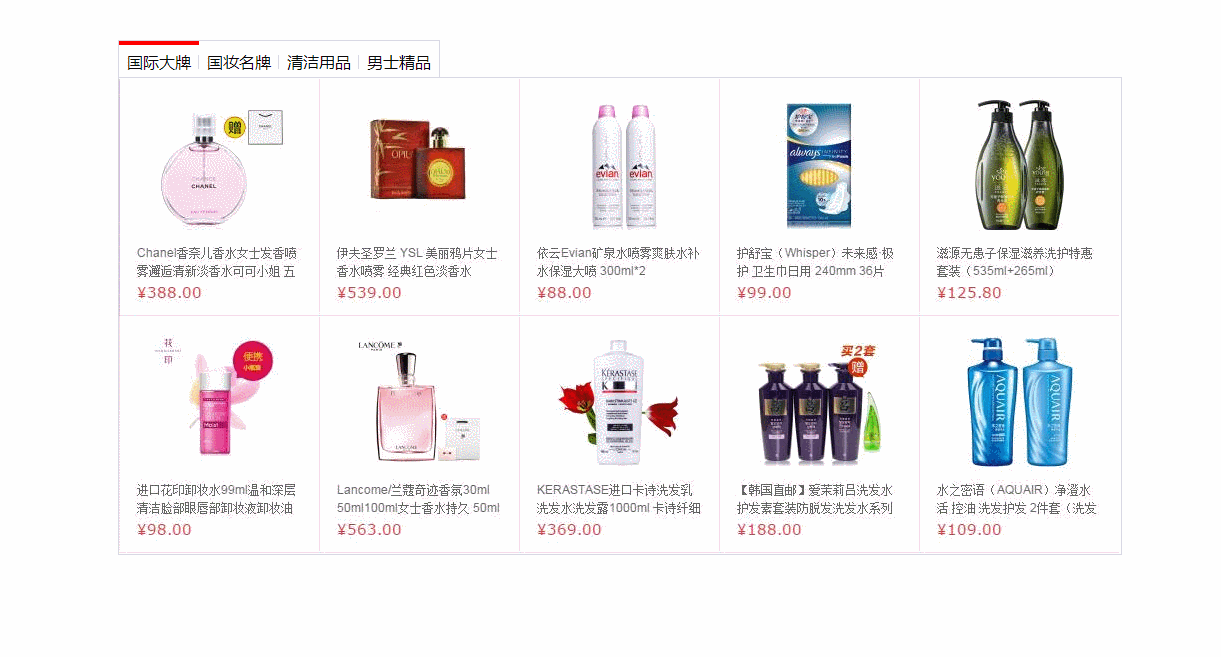 国际大牌
国妆名牌
清洁用品
男士精品
赠
CHANEL
CHANCE
CHANEL
OPIUM
evian
evian
always INFINITY
Chanel香奈儿香水女士发香喷
雾邂逅清新淡香水可可小姐 五
¥388.00
伊夫圣罗兰 YSL 美丽鸦片女士
香水喷雾 经典红色淡香水
¥539.00
依云Evian矿泉水喷雾爽肤水补
水保湿大喷 300ml*2
¥88.00
护舒宝（Whisper）未来感·极
护 卫生巾日用 240mm 36片
¥99.00
滋源无患子保湿滋养洗护特惠
套装（535ml+265ml）
¥125.80
花
印
便携
小瓶装
Moist
LANCÔME
PARIS
LANCOME
KÉRASTASE
买2套
赠
AQUAIR
AQUAIR
进口花印卸妆水99ml温和深层
清洁脸部眼唇部卸妆液卸妆油
¥98.00
Lancome/兰蔻奇迹香氛30ml
50ml100ml女士香水持久 50ml
¥563.00
KERASTASE进口卡诗洗发乳
洗发水洗发露1000ml 卡诗纤细
¥369.00
【韩国直邮】爱茉莉吕洗发水
护发素套装防脱发洗发水系列
¥188.00
水之密语（AQUAIR）净澄水
活 控油 洗发护发 2件套（洗发
¥109.00